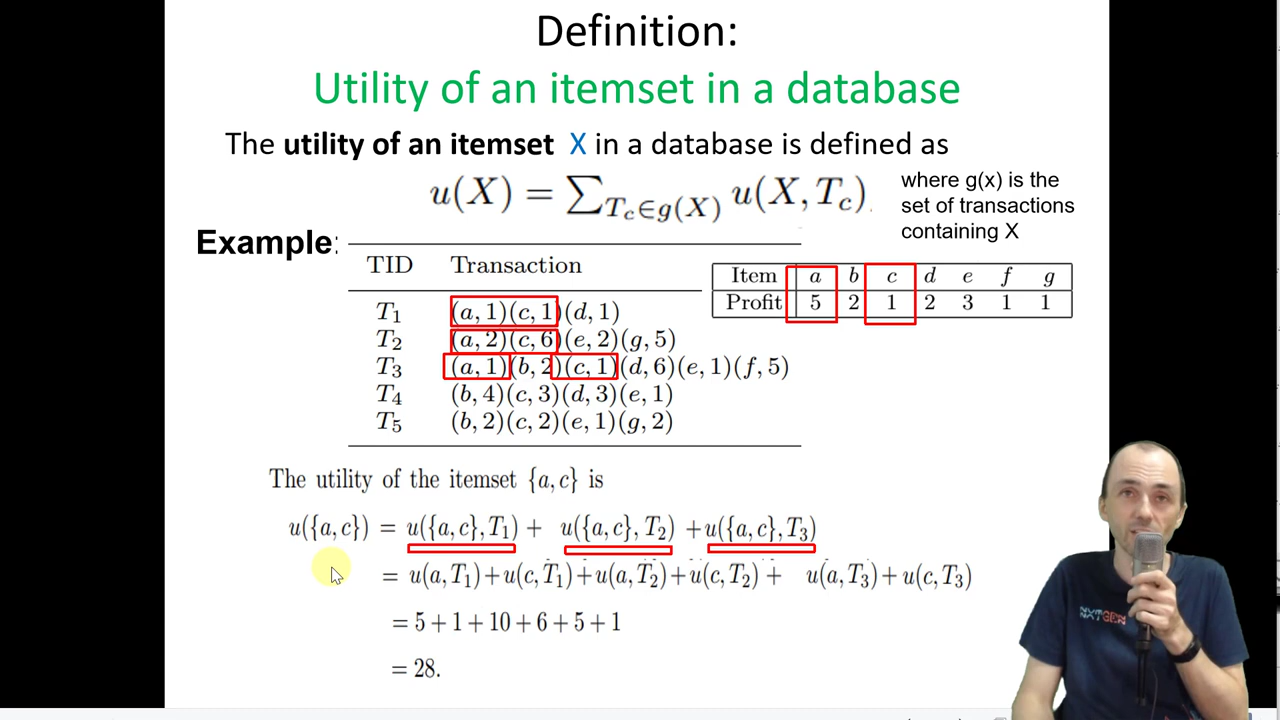 Definition:
Utility of an itemset in a database
The utility of an itemset X in a database is defined as
u(X) = ∑_{T_c∈g(X)} u(X, T_c)
where g(x) is the
set of transactions
containing X
Example:
TID Transaction
T₁ (a, 1)(c, 1)(d, 1)
T₂ (a, 2)(c, 6)(e, 2)(g, 5)
T₃ (a, 1)(b, 2)(c, 1)(d, 6)(e, 1)(f, 5)
T₄ (b, 4)(c, 3)(d, 3)(e, 1)
T₅ (b, 2)(c, 2)(e, 1)(g, 2)
Item a b c d e f g
Profit 5 2 1 2 3 1 1
The utility of the itemset {a, c} is
u({a, c}) = u({a, c}, T₁) + u({a, c}, T₂) + u({a, c}, T₃)
= u(a, T₁) + u(c, T₁) + u(a, T₂) + u(c, T₂) + u(a, T₃) + u(c, T₃)
= 5 + 1 + 10 + 6 + 5 + 1
= 28.